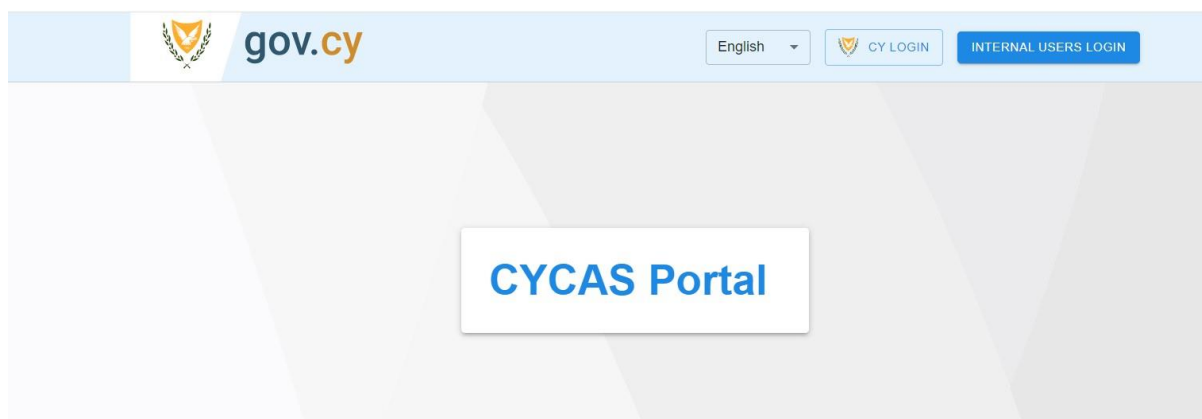 gov.cy
English
CY LOGIN
INTERNAL USERS LOGIN
CYCAS Portal